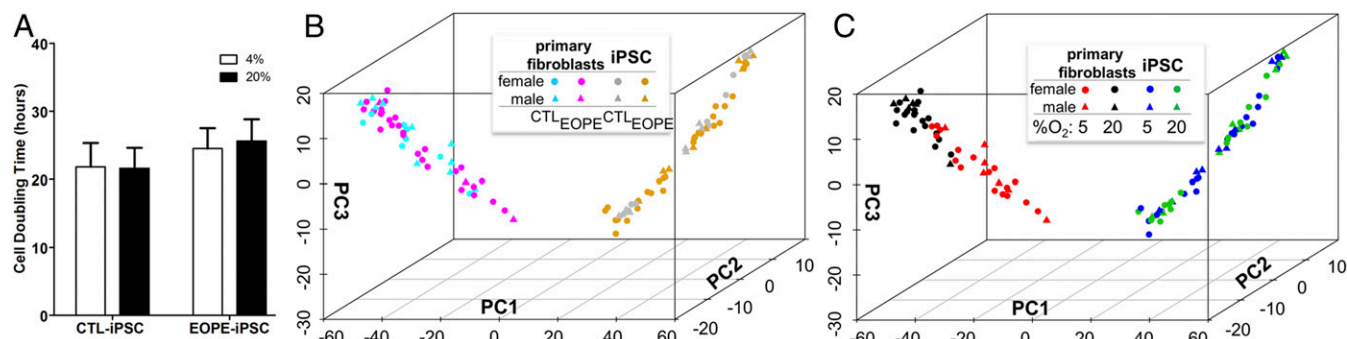 A
Cell Doubling Time (hours)
40
30
20
10
0
4%
20%
CTL-iPSC
EOPE-iPSC
B
primary
fibroblasts iPSC
female
male
CTL EOPE CTL EOPE
PC3
20
10
0
-10
-20
-30
PC1
-60 -40 -20 0 20 40 60
PC2
-20
-10
0
10
C
primary
fibroblasts iPSC
female
male
%O2: 5 20 5 20
PC3
20
10
0
-10
-20
-30
PC1
-60 -40 -20 0 20 40 60
PC2
-20
-10
0
10